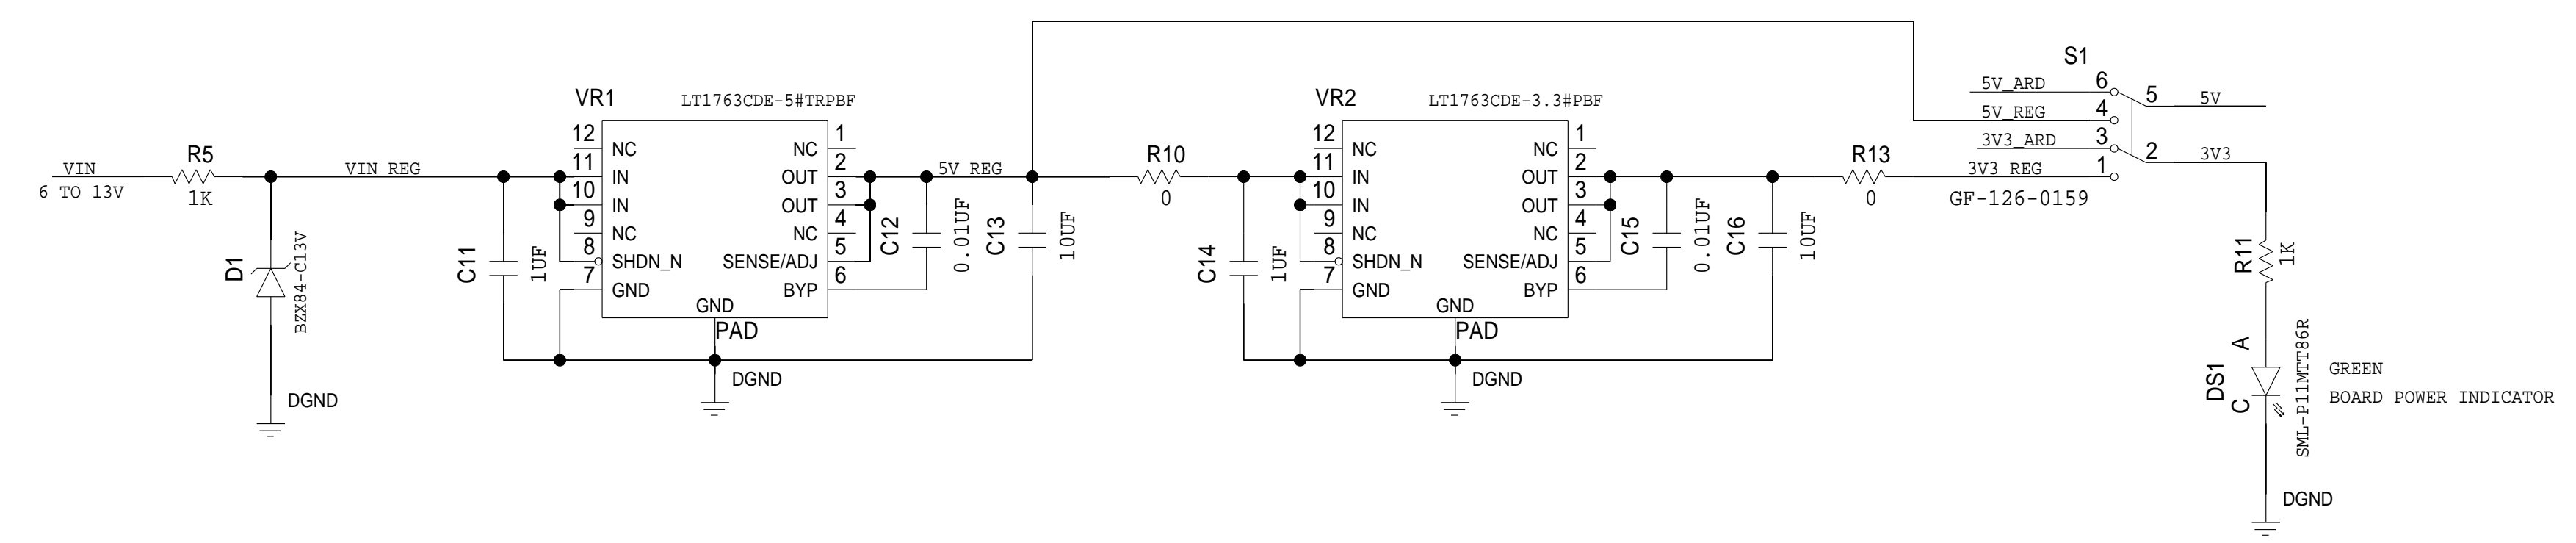 VIN
6 TO 13V
R5
1K
D1
BZX84-C13V
DGND
VIN_REG
C11
1UF
VR1
LT1763CDE-5#TRPBF
12 NC
11 IN
10 IN
9 NC
8 SHDN_N
7 GND
NC 1
OUT 2
OUT 3
NC 4
SENSE/ADJ 5
BYP 6
GND
PAD
DGND
5V_REG
C12
0.01UF
C13
10UF
R10
0
C14
1UF
VR2
LT1763CDE-3.3#PBF
12 NC
11 IN
10 IN
9 NC
8 SHDN_N
7 GND
NC 1
OUT 2
OUT 3
NC 4
SENSE/ADJ 5
BYP 6
GND
PAD
DGND
C15
0.01UF
C16
10UF
R13
0
S1
5V_ARD 6
5V_REG 4
3V3_ARD 3
3V3_REG 1
5 5V
2 3V3
GF-126-0159
R11
1K
A
DS1
C
SML-P11MTT86R
GREEN
BOARD POWER INDICATOR
DGND